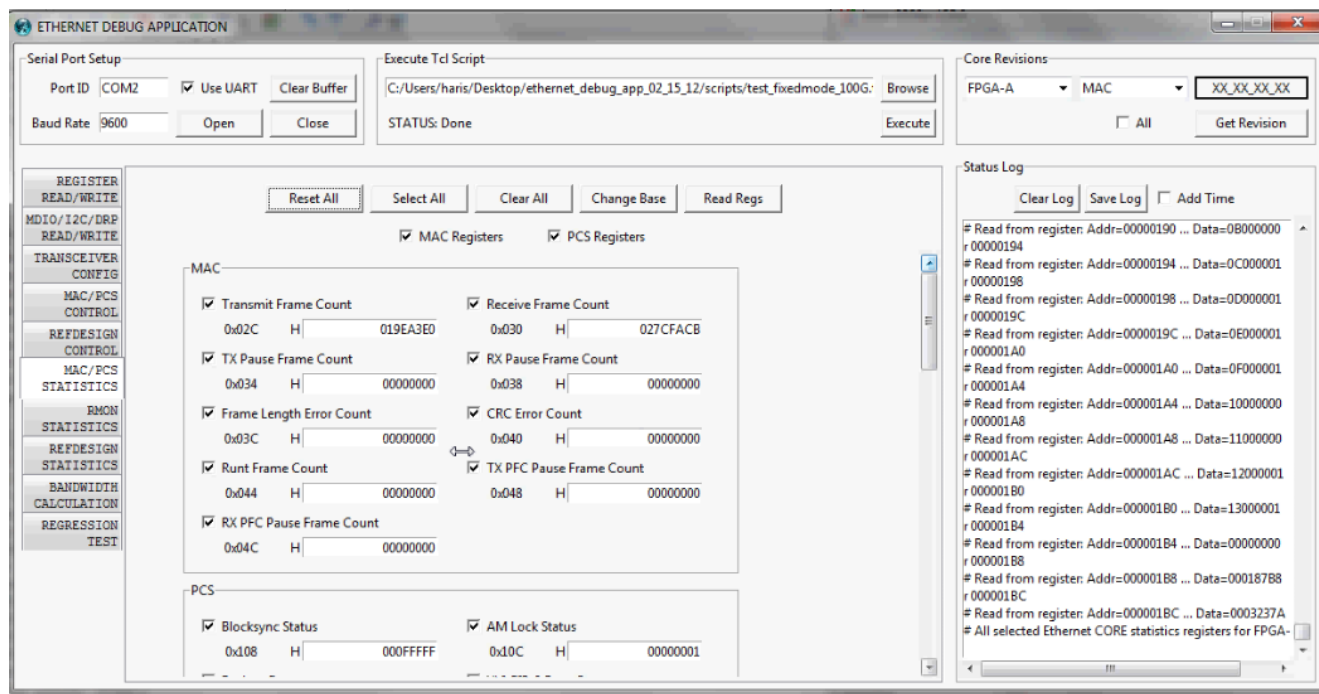 ETHERNET DEBUG APPLICATION
Serial Port Setup
Port ID COM2 Use UART Clear Buffer
Baud Rate 9600 Open Close
Execute Tcl Script
C:/Users/haris/Desktop/ethernet_debug_app_02_15_12/scripts/test_fixedmode_100G. Browse
STATUS: Done Execute
Core Revisions
FPGA-A MAC XX_XX_XX_XX
All Get Revision
REGISTER
READ/WRITE
MDIO/I2C/DRP
READ/WRITE
TRANSCEIVER
CONFIG
MAC/PCS
CONTROL
REFDESIGN
CONTROL
MAC/PCS
STATISTICS
RMON
STATISTICS
REFDESIGN
STATISTICS
BANDWIDTH
CALCULATION
REGRESSION
TEST
Reset All Select All Clear All Change Base Read Regs
MAC Registers PCS Registers
MAC
Transmit Frame Count Receive Frame Count
0x02C H 019EA3E0 0x030 H 027CFACB
TX Pause Frame Count RX Pause Frame Count
0x034 H 00000000 0x038 H 00000000
Frame Length Error Count CRC Error Count
0x03C H 00000000 0x040 H 00000000
Runt Frame Count TX PFC Pause Frame Count
0x044 H 00000000 0x048 H 00000000
RX PFC Pause Frame Count
0x04C H 00000000
PCS
Blocksync Status AM Lock Status
0x108 H 000FFFFF 0x10C H 00000001
Status Log
Clear Log Save Log Add Time
# Read from register: Addr=00000190 ... Data=0B000000
r 00000194
# Read from register: Addr=00000194 ... Data=0C000001
r 00000198
# Read from register: Addr=00000198 ... Data=0D000001
r 0000019C
# Read from register: Addr=0000019C ... Data=0E000001
r 000001A0
# Read from register: Addr=000001A0 ... Data=0F000001
r 000001A4
# Read from register: Addr=000001A4 ... Data=10000000
r 000001A8
# Read from register: Addr=000001A8 ... Data=11000000
r 000001AC
# Read from register: Addr=000001AC ... Data=12000001
r 000001B0
# Read from register: Addr=000001B0 ... Data=13000001
r 000001B4
# Read from register: Addr=000001B4 ... Data=00000000
r 000001B8
# Read from register: Addr=000001B8 ... Data=000187B8
r 000001BC
# Read from register: Addr=000001BC ... Data=0003237A
# All selected Ethernet CORE statistics registers for FPGA-